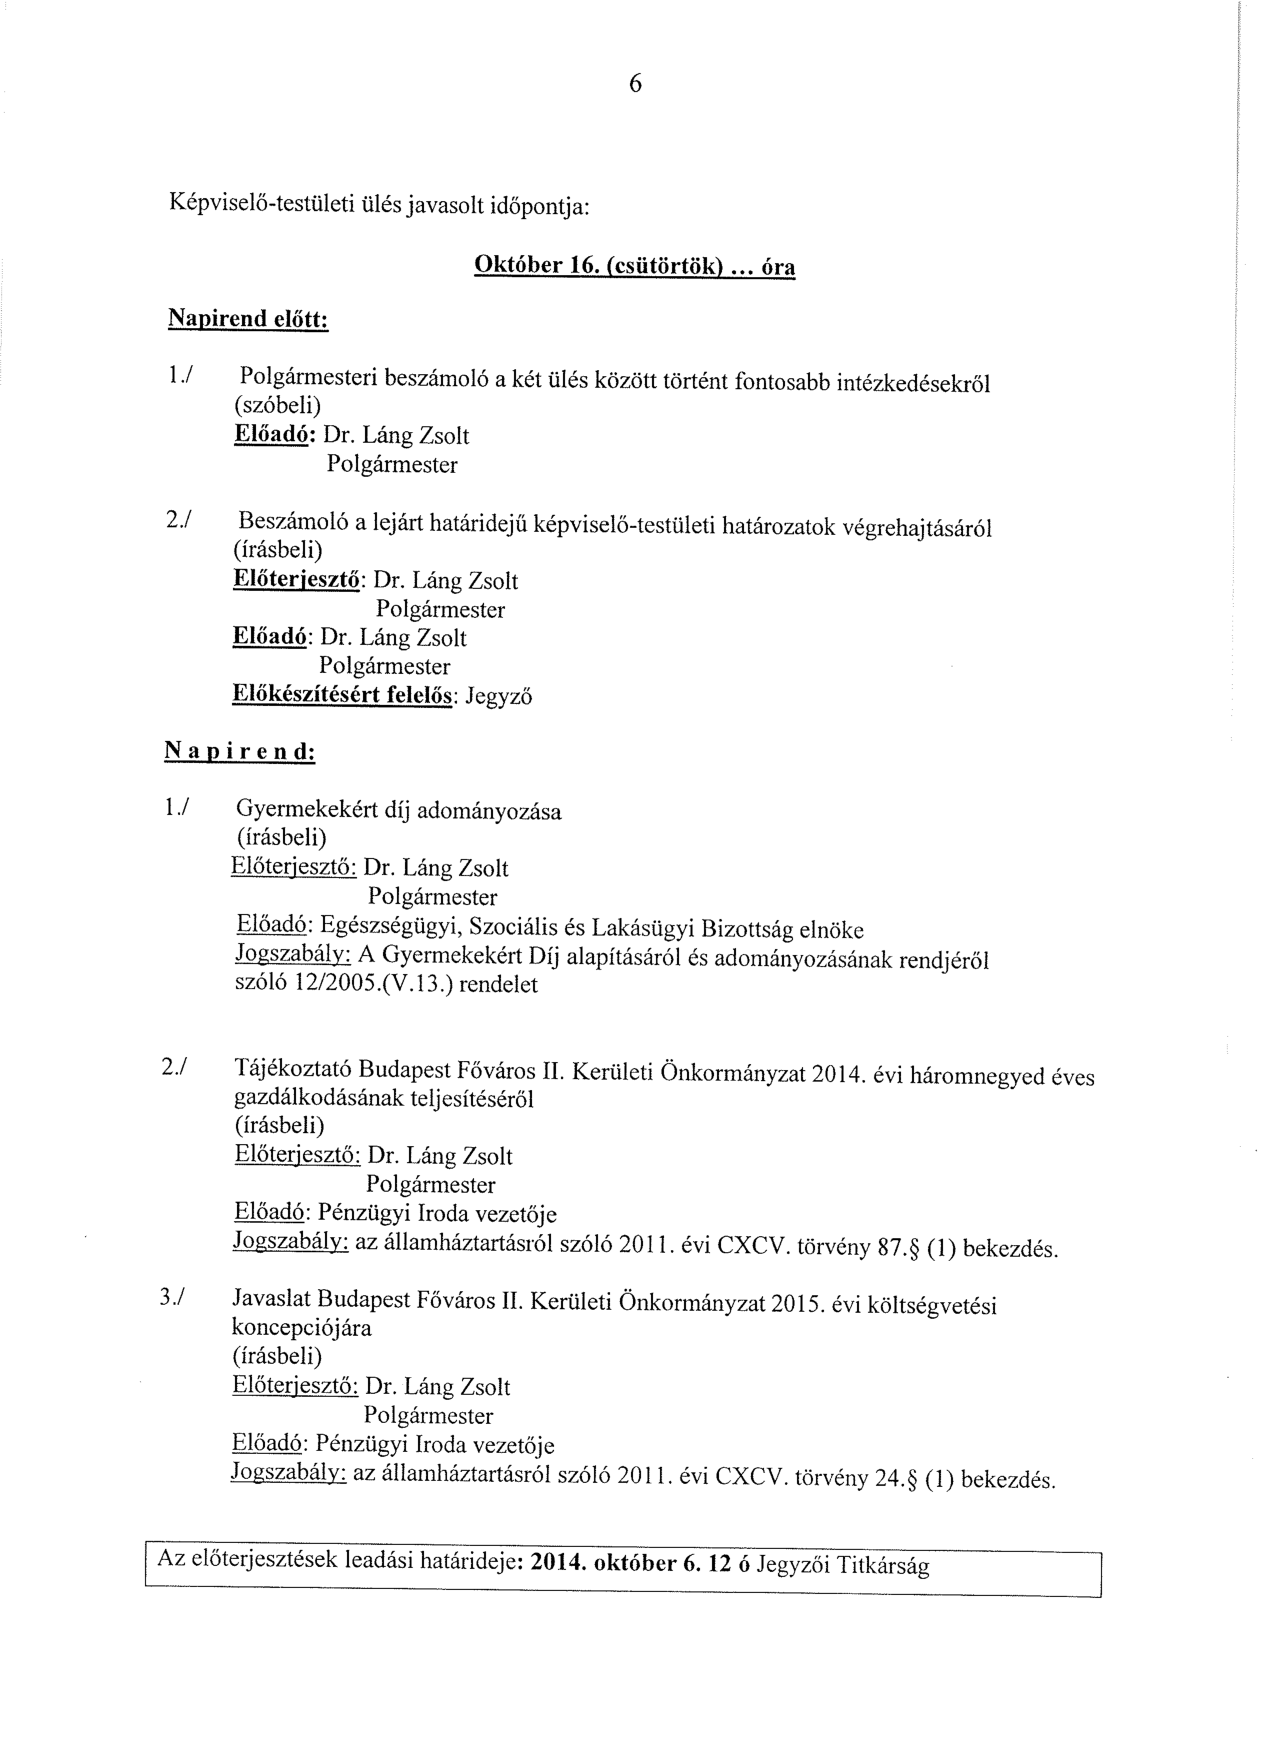 6
Képviselő-testületi ülés javasolt időpontja:
Október 16. (csütörtök) ... óra
Napirend előtt:
1./ Polgármesteri beszámoló a két ülés között történt fontosabb intézkedésekről
(szóbeli)
Előadó: Dr. Láng Zsolt
Polgármester
2./ Beszámoló a lejárt határidejű képviselő-testületi határozatok végrehajtásáról
(írásbeli)
Előterjesztő: Dr. Láng Zsolt
Polgármester
Előadó: Dr. Láng Zsolt
Polgármester
Előkészítésért felelős: Jegyző
N a p i r e n d:
1./ Gyermekekért díj adományozása
(írásbeli)
Előterjesztő: Dr. Láng Zsolt
Polgármester
Előadó: Egészségügyi, Szociális és Lakásügyi Bizottság elnöke
Jogszabály: A Gyermekekért Díj alapításáról és adományozásának rendjéről
szóló 12/2005.(V.13.) rendelet
2./ Tájékoztató Budapest Főváros II. Kerületi Önkormányzat 2014. évi háromnegyed éves
gazdálkodásának teljesítéséről
(írásbeli)
Előterjesztő: Dr. Láng Zsolt
Polgármester
Előadó: Pénzügyi Iroda vezetője
Jogszabály: az államháztartásról szóló 2011. évi CXCV. törvény 87.§ (1) bekezdés.
3./ Javaslat Budapest Főváros II. Kerületi Önkormányzat 2015. évi költségvetési
koncepciójára
(írásbeli)
Előterjesztő: Dr. Láng Zsolt
Polgármester
Előadó: Pénzügyi Iroda vezetője
Jogszabály: az államháztartásról szóló 2011. évi CXCV. törvény 24.§ (1) bekezdés.
Az előterjesztések leadási határideje: 2014. október 6. 12 ó Jegyzői Titkárság